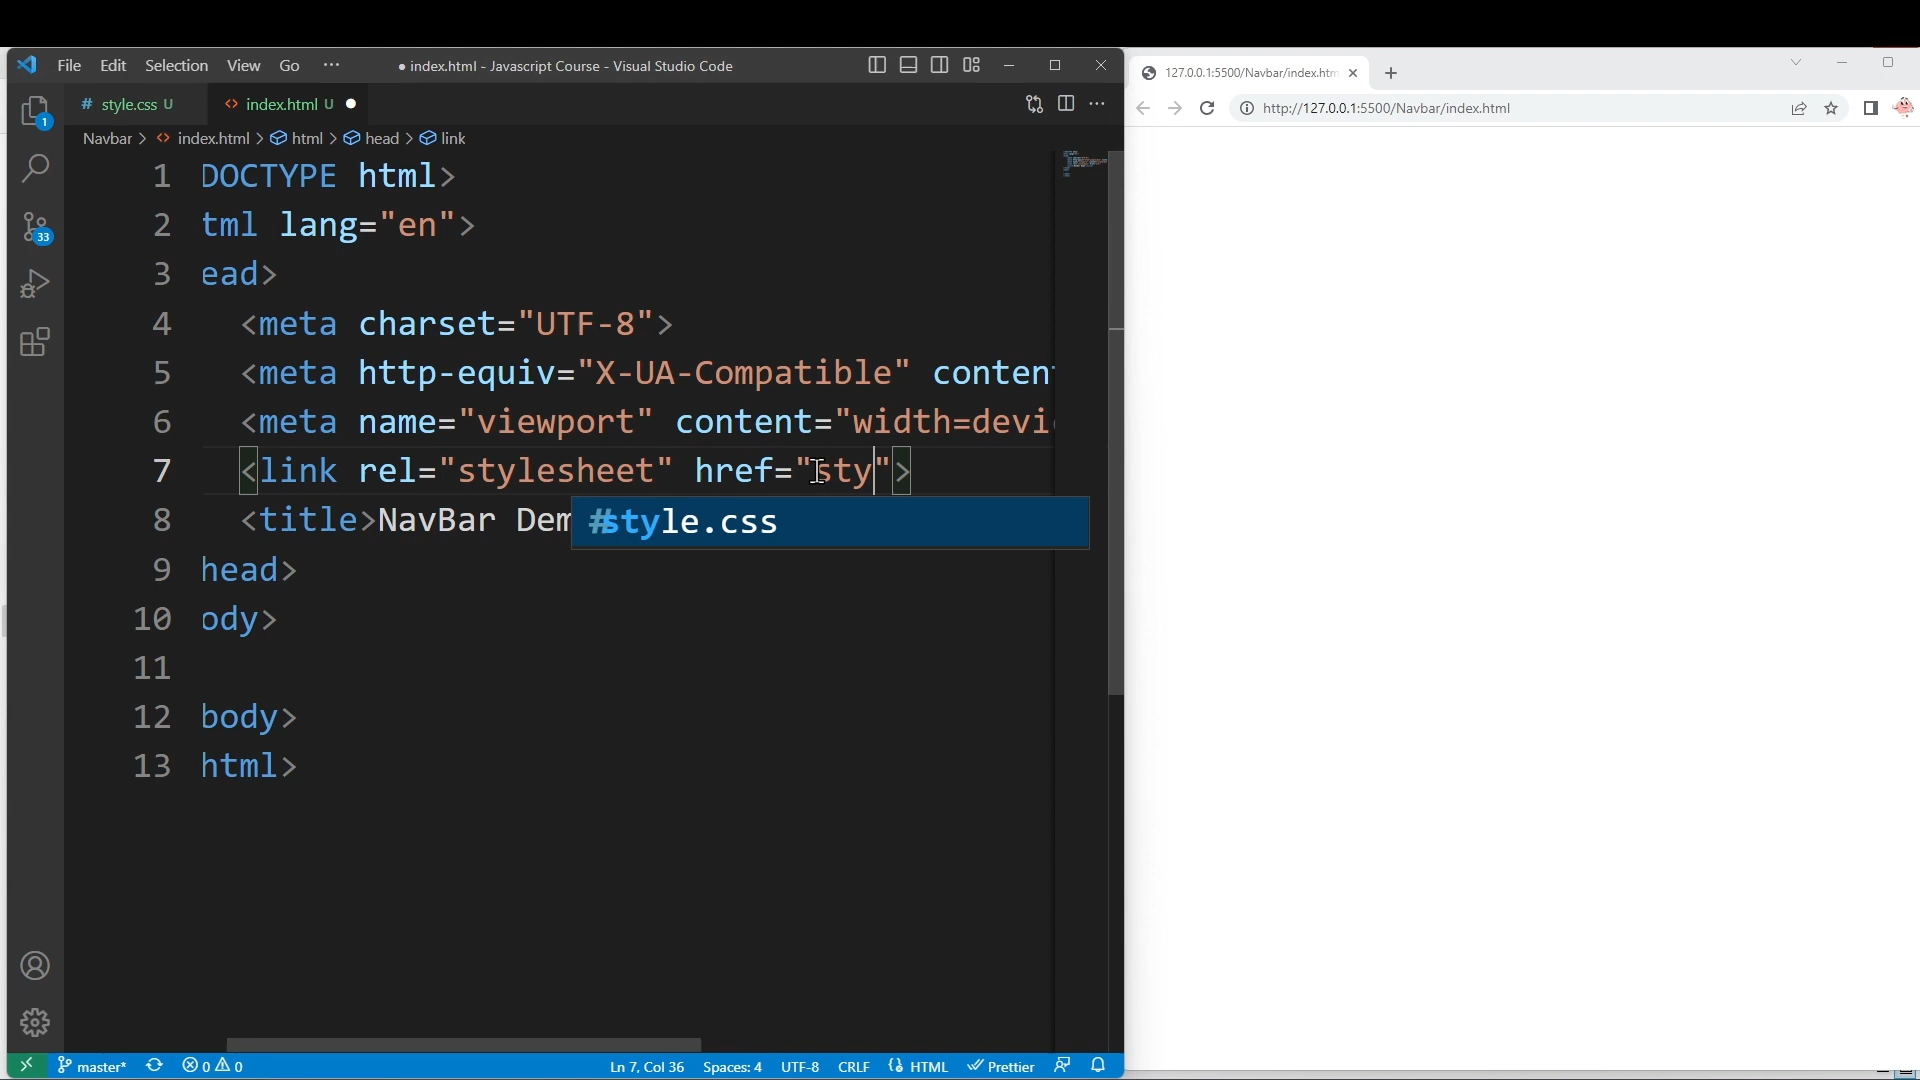 File Edit Selection View Go ··· ● index.html - Javascript Course - Visual Studio Code
127.0.0.1:5500/Navbar/index.htm
# style.css U <> index.html U ●
http://127.0.0.1:5500/Navbar/index.html
Navbar > <> index.html > html > head > link
1 DOCTYPE html>
2 tml lang="en">
3 ead>
4 <meta charset="UTF-8">
5 <meta http-equiv="X-UA-Compatible" conten
6 <meta name="viewport" content="width=devi
7 <link rel="stylesheet" href="sty">
8 <title>NavBar Dem
#style.css
9 head>
10 ody>
11
12 body>
13 html>
1
33
master* 0 0 Ln 7, Col 36 Spaces: 4 UTF-8 CRLF HTML Prettier